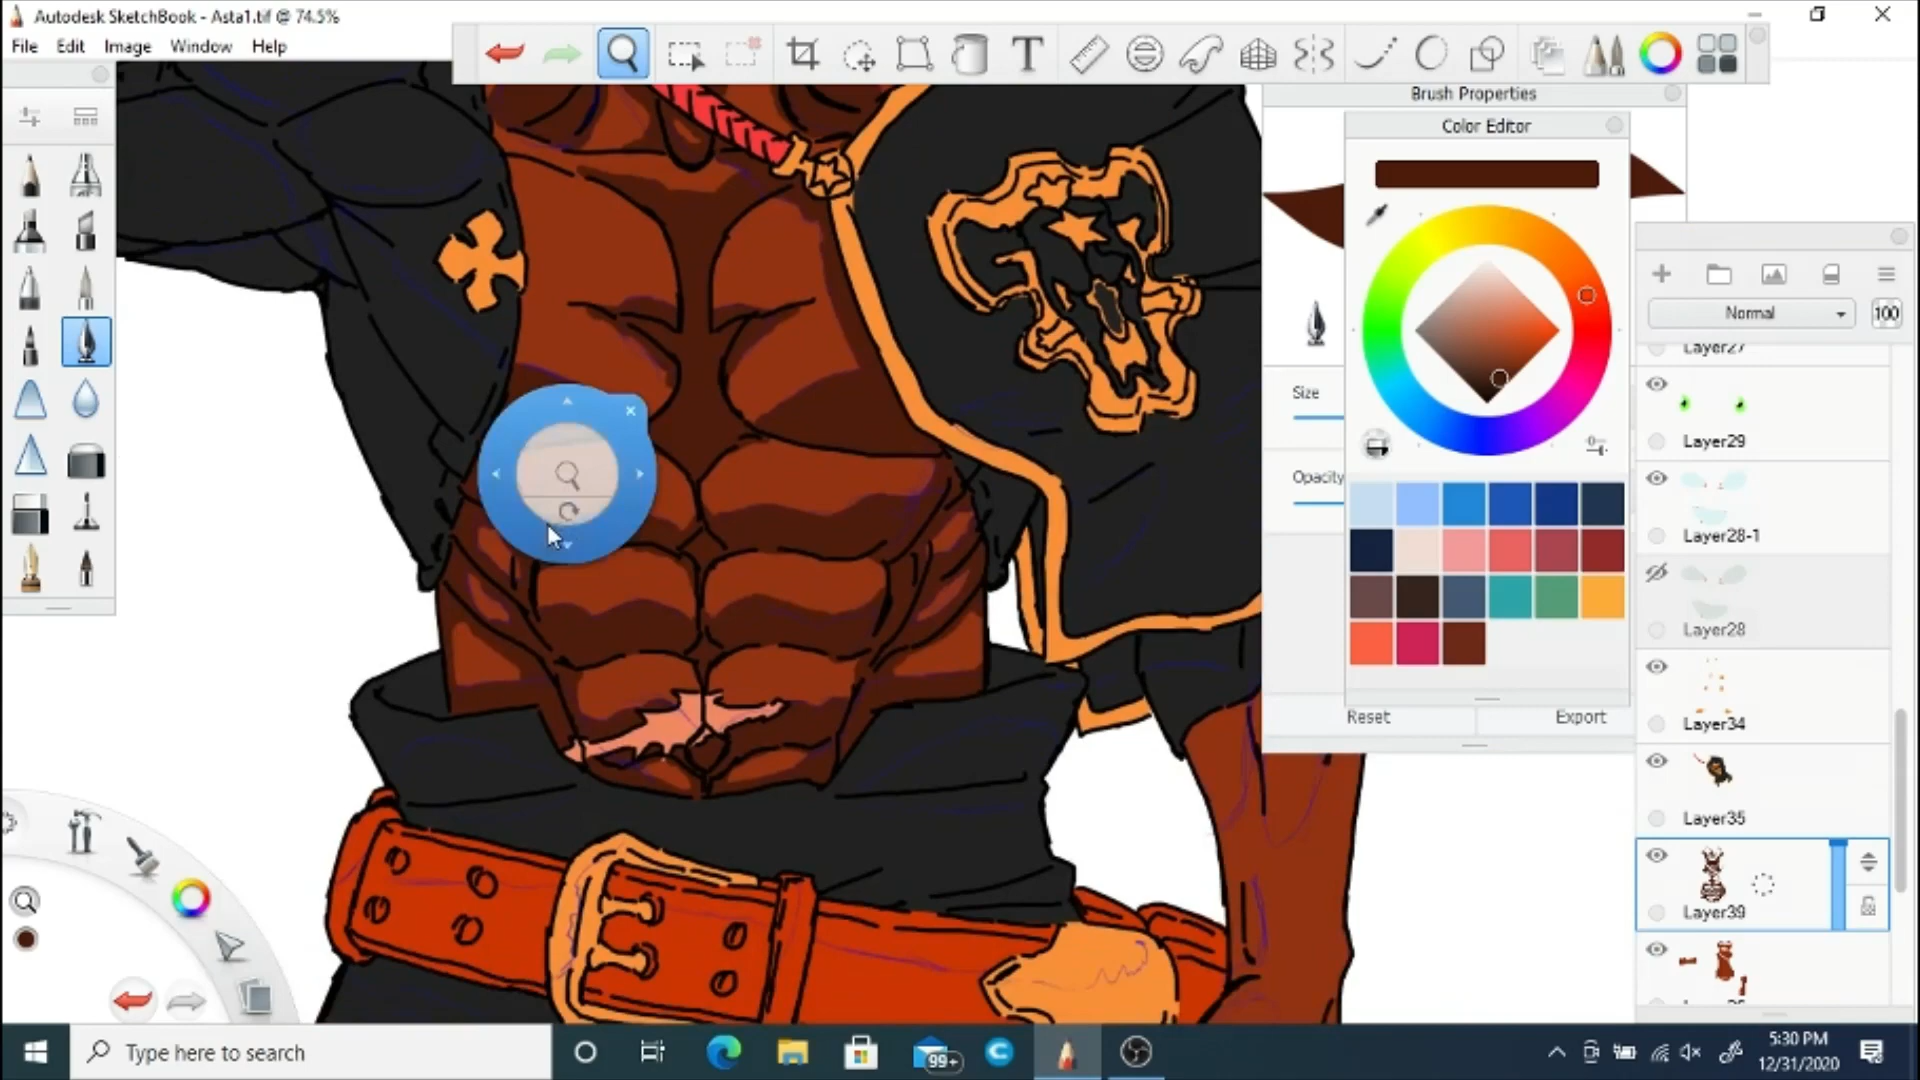 Autodesk SketchBook - Asta1.tif @ 74.5%
File Edit Image Window Help
T
Brush Properties
Color Editor
Size
Opacity
Reset
Export
Normal
100
Layer27
Layer29
Layer28-1
Layer28
Layer34
Layer35
Layer39
Type here to search
99+
5:30 PM
12/31/2020